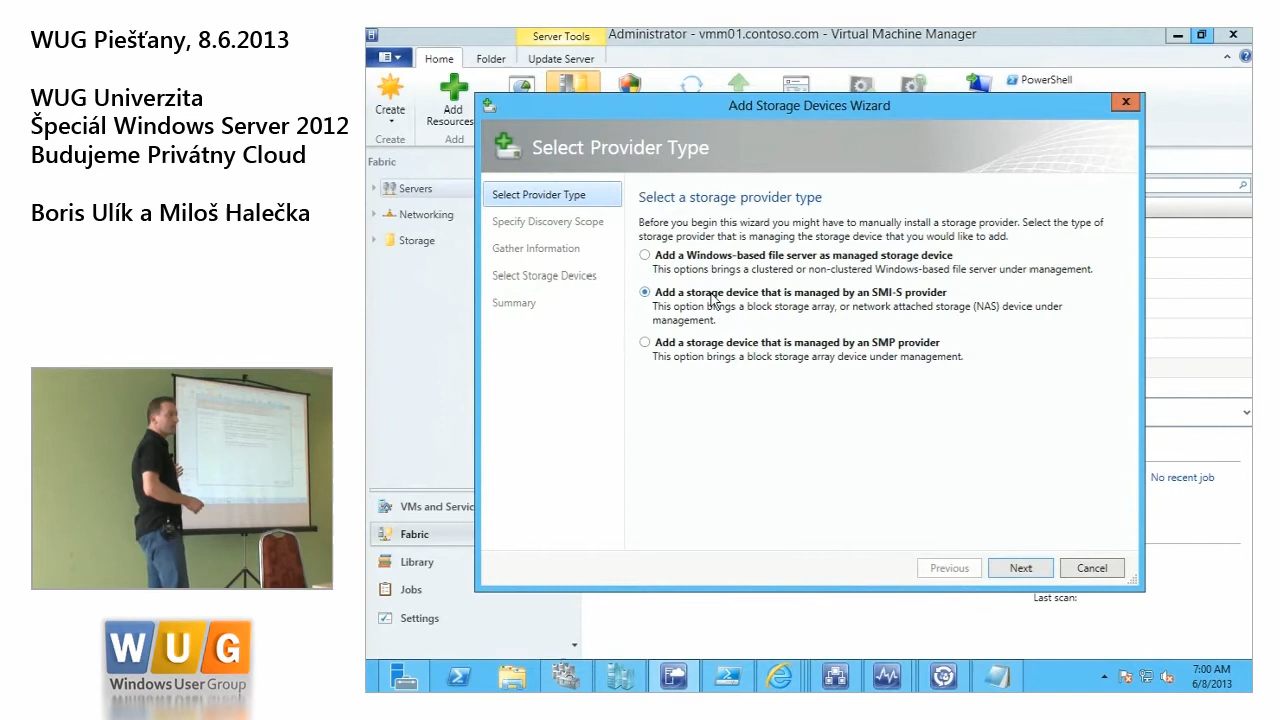 WUG Piešťany, 8.6.2013
WUG Univerzita
Špeciál Windows Server 2012
Budujeme Privátny Cloud
Boris Ulík a Miloš Halečka
WUG
Windows User Group
Server Tools
Administrator - vmm01.contoso.com - Virtual Machine Manager
Home
Folder
Update Server
Create
Add
Resources
PowerShell
Create
Add
Fabric
Servers
Networking
Storage
VMs and Servic
Fabric
Library
Jobs
Settings
Add Storage Devices Wizard
Select Provider Type
Select Provider Type
Specify Discovery Scope
Gather Information
Select Storage Devices
Summary
Select a storage provider type
Before you begin this wizard you might have to manually install a storage provider. Select the type of
storage provider that is managing the storage device that you would like to add.
Add a Windows-based file server as managed storage device
This options brings a clustered or non-clustered Windows-based file server under management.
Add a storage device that is managed by an SMI-S provider
This option brings a block storage array, or network attached storage (NAS) device under
management.
Add a storage device that is managed by an SMP provider
This option brings a block storage array device under management.
Previous
Next
Cancel
No recent job
Last scan:
7:00 AM
6/8/2013